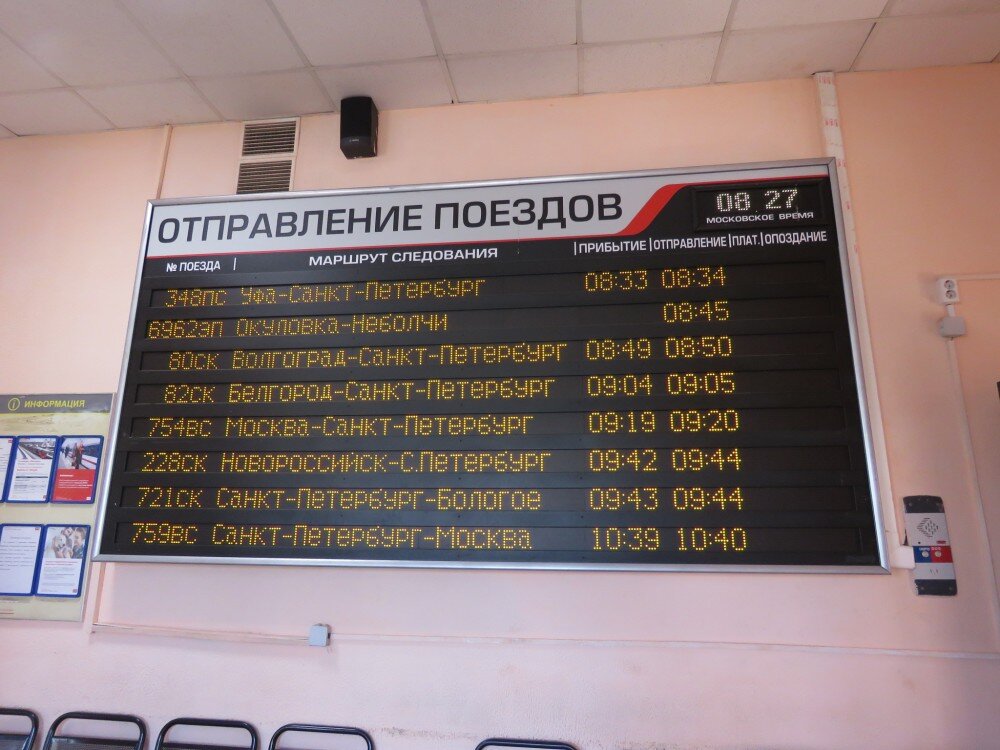 ОТПРАВЛЕНИЕ ПОЕЗДОВ
08 27
МОСКОВСКОЕ ВРЕМЯ
№ ПОЕЗДА | МАРШРУТ СЛЕДОВАНИЯ |ПРИБЫТИЕ|ОТПРАВЛЕНИЕ|ПЛАТ.|ОПОЗДАНИЕ
348ПС Уфа-Санкт-Петербург 08:33 08:34
6962ЭП Окуловка-Неболчи 08:45
80СК Волгоград-Санкт-Петербург 08:49 08:50
82СК Белгород-Санкт-Петербург 09:04 09:05
754ВС Москва-Санкт-Петербург 09:19 09:20
228СК Новороссийск-С.Петербург 09:42 09:44
721СК Санкт-Петербург-Бологое 09:43 09:44
759ВС Санкт-Петербург-Москва 10:39 10:40
ИНФОРМАЦИЯ